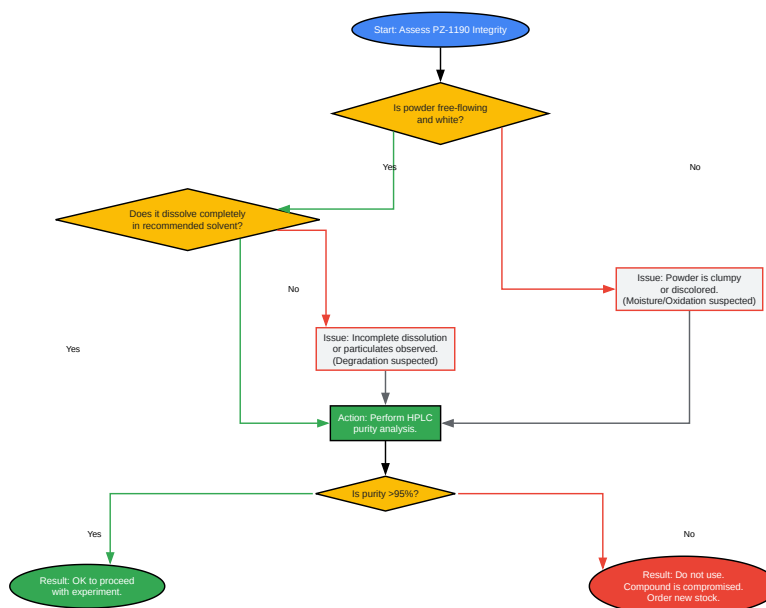 Start: Assess PZ-1190 Integrity
Is powder free-flowing
and white?
Yes
No
Does it dissolve completely
in recommended solvent?
Issue: Powder is clumpy
or discolored.
(Moisture/Oxidation suspected)
No
Yes
Issue: Incomplete dissolution
or particulates observed.
(Degradation suspected)
Action: Perform HPLC
purity analysis.
Is purity >95%?
Yes
No
Result: OK to proceed
with experiment.
Result: Do not use.
Compound is compromised.
Order new stock.